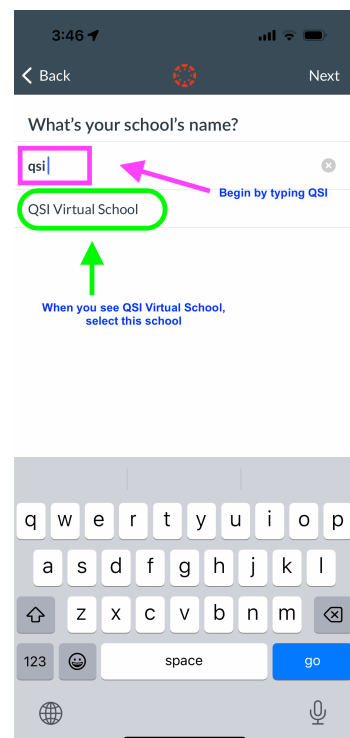 3:46
Back
Next
What's your school's name?
qsi
Begin by typing QSI
QSI Virtual School
When you see QSI Virtual School,
select this school
q w e r t y u i o p
a s d f g h j k l
z x c v b n m
123 space go